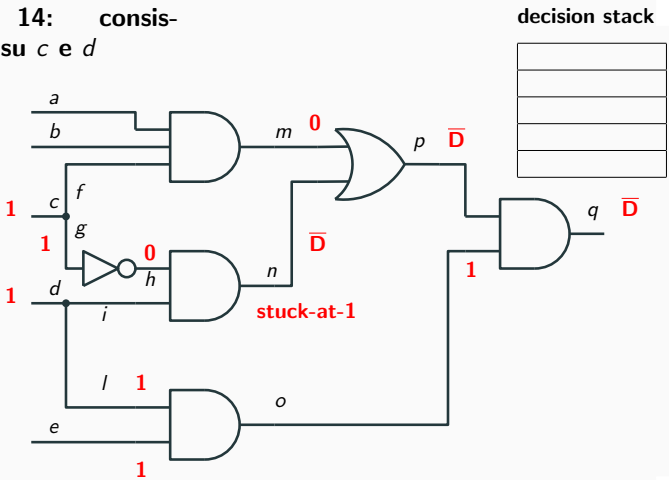 14: consis-
su c e d
decision stack
a
m
0
p
D̅
b
f
1
c
g
q
D̅
1
0
h
n
D̅
1
1
d
i
stuck-at-1
l
1
o
e
1